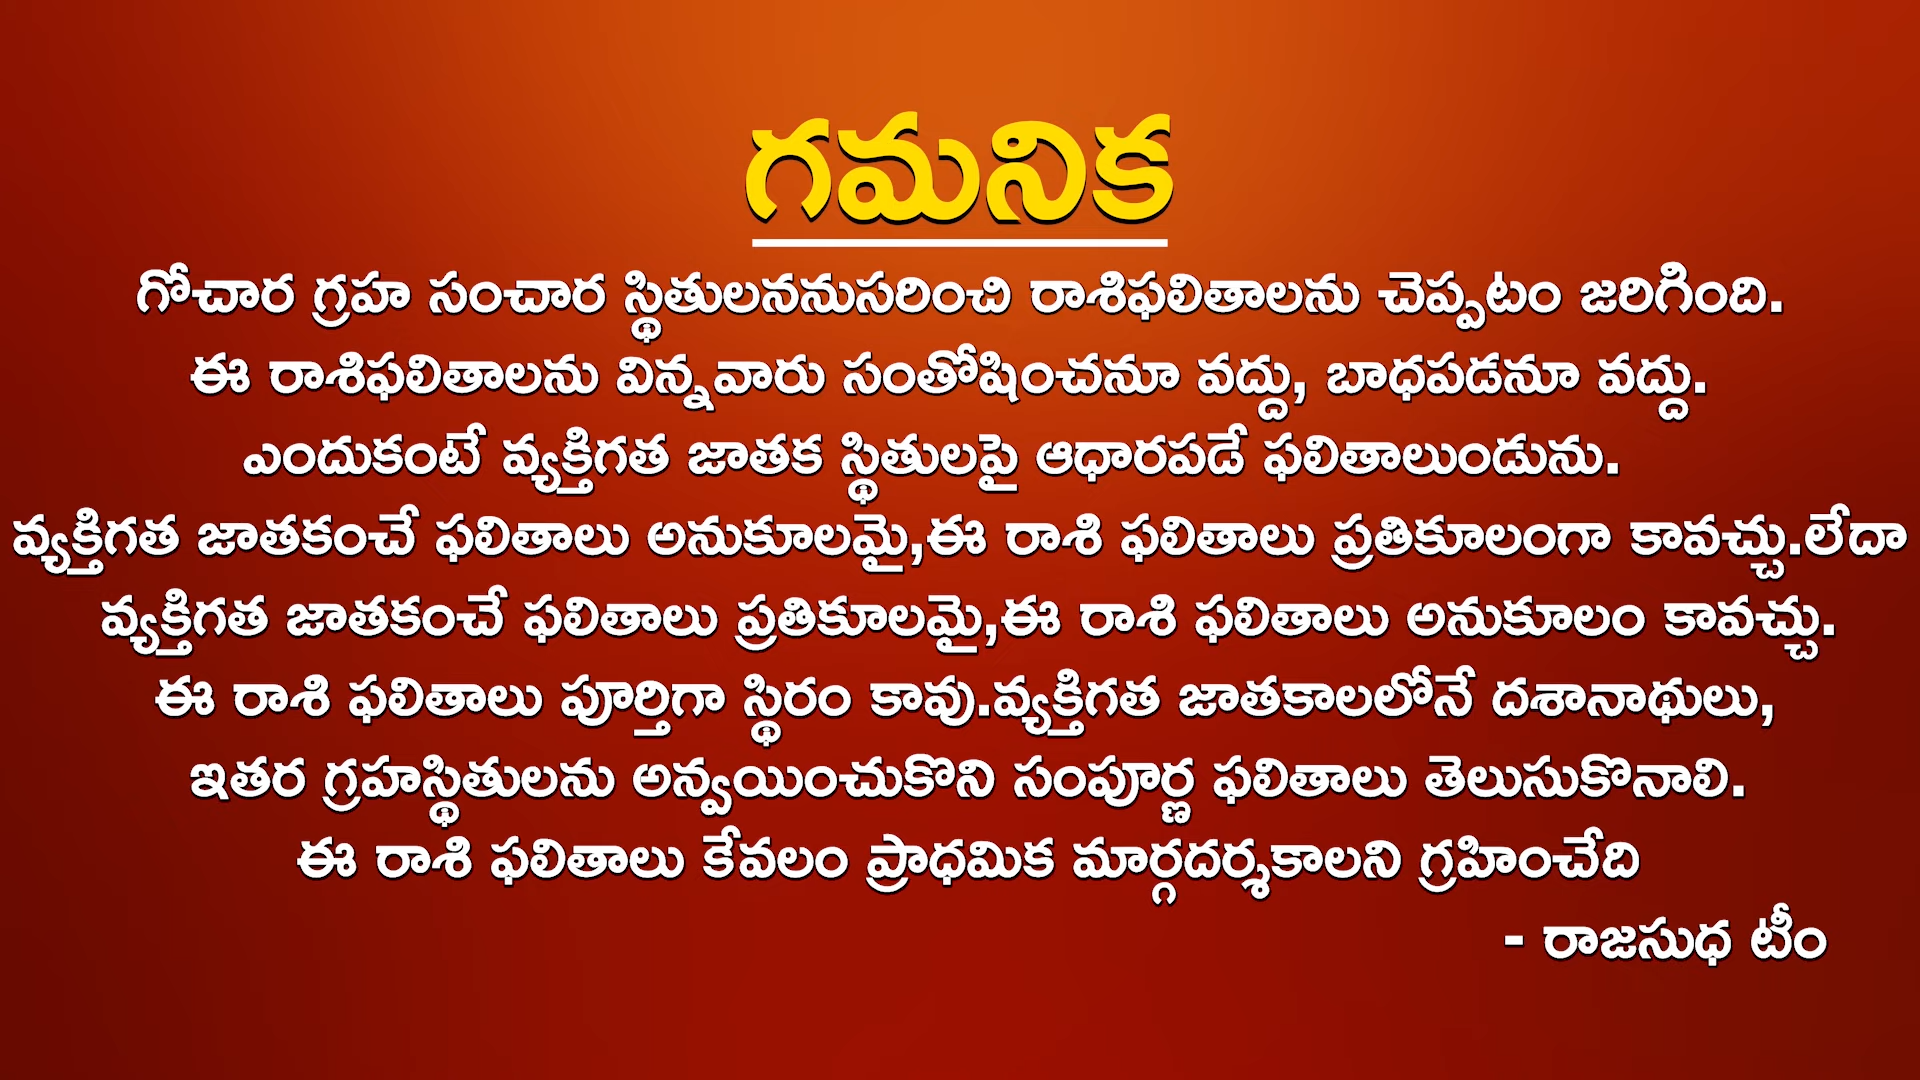 గమనిక
గోచార గ్రహ సంచార స్థితులననుసరించి రాశిఫలితాలను చెప్పటం జరిగింది.
ఈ రాశిఫలితాలను విన్నవారు సంతోషించనూ వద్దు, బాధపడనూ వద్దు.
ఎందుకంటే వ్యక్తిగత జాతక స్థితులపై ఆధారపడే ఫలితాలుండును.
వ్యక్తిగత జాతకంచే ఫలితాలు అనుకూలమై,ఈ రాశి ఫలితాలు ప్రతికూలంగా కావచ్చు.లేదా
వ్యక్తిగత జాతకంచే ఫలితాలు ప్రతికూలమై,ఈ రాశి ఫలితాలు అనుకూలం కావచ్చు.
ఈ రాశి ఫలితాలు పూర్తిగా స్థిరం కావు.వ్యక్తిగత జాతకాలలోనే దశానాథులు,
ఇతర గ్రహస్థితులను అన్వయించుకొని సంపూర్ణ ఫలితాలు తెలుసుకొనాలి.
ఈ రాశి ఫలితాలు కేవలం ప్రాధమిక మార్గదర్శకాలని గ్రహించేది
- రాజసుధ టీం